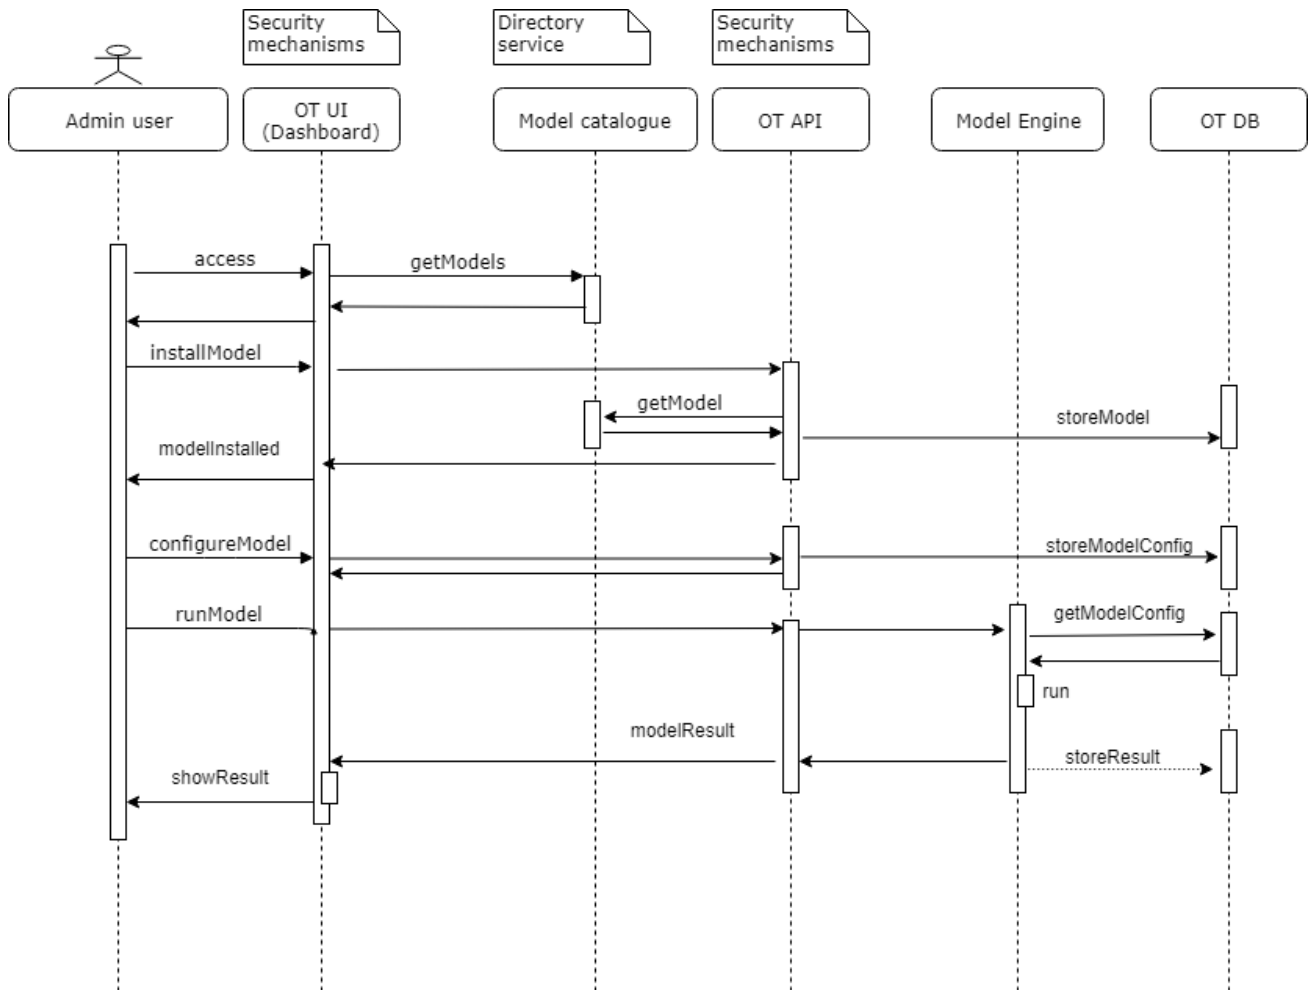 Security
mechanisms
Directory
service
Security
mechanisms
Admin user
OT UI
(Dashboard)
Model catalogue
OT API
Model Engine
OT DB
access
getModels
installModel
getModel
storeModel
modelInstalled
configureModel
storeModelConfig
runModel
getModelConfig
run
modelResult
storeResult
showResult